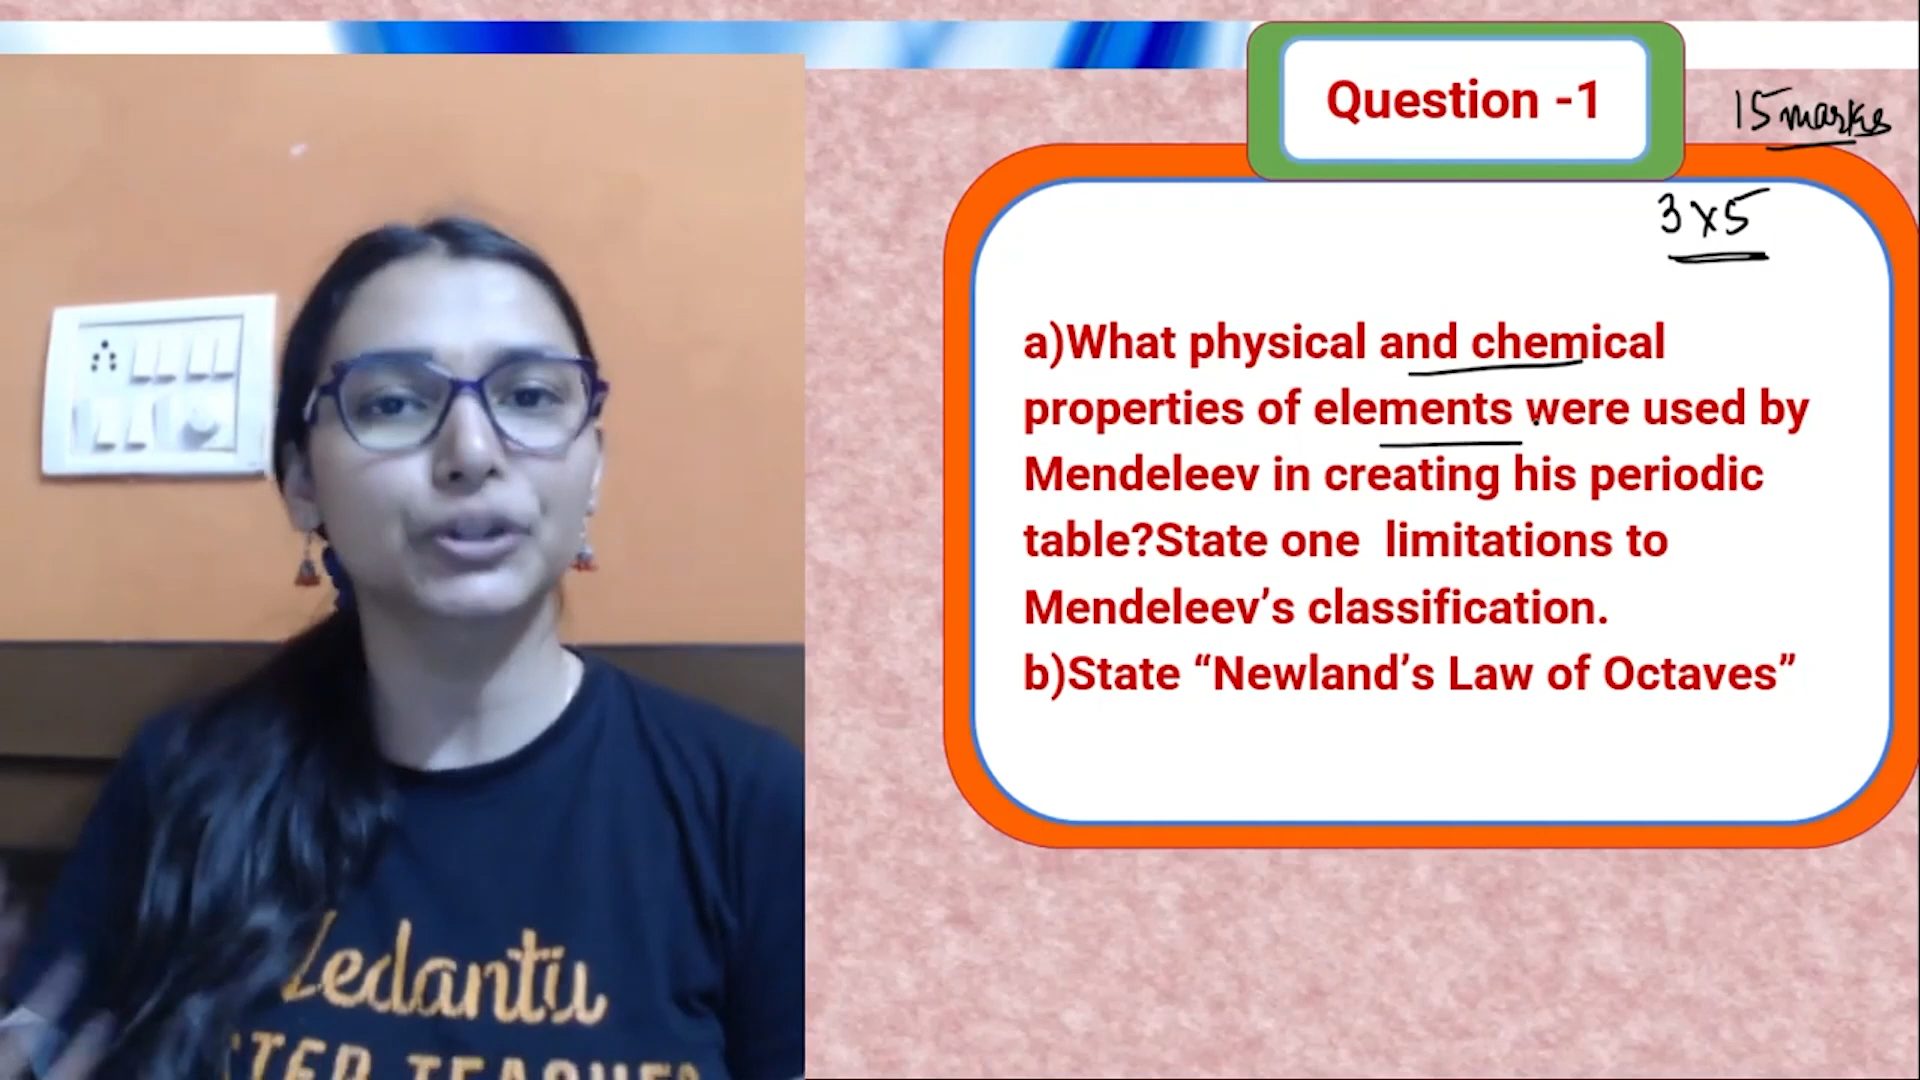 Question -1
15 marks
3x5
a)What physical and chemical
properties of elements were used by
Mendeleev in creating his periodic
table?State one limitations to
Mendeleev’s classification.
b)State “Newland’s Law of Octaves”
Vedantu